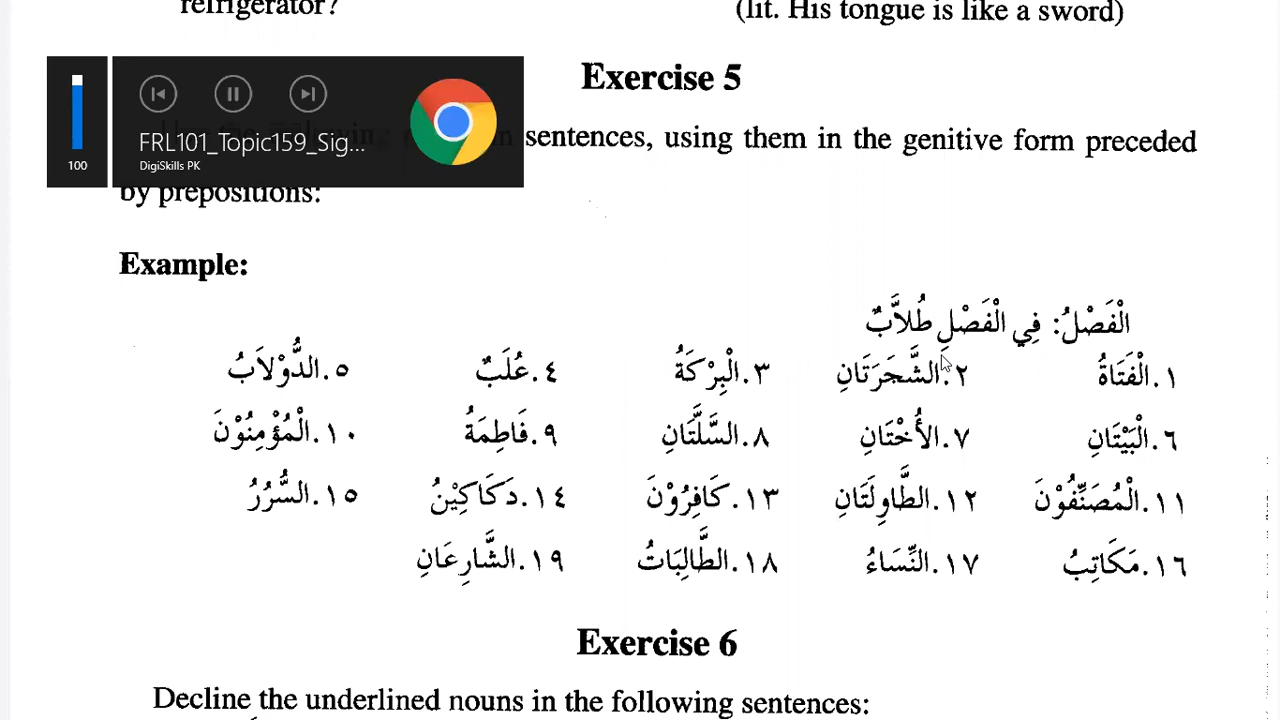 refrigerator?
(lit. His tongue is like a sword)
Exercise 5
FRL101_Topic159_Sig...
DigiSkills PK
100
sentences, using them in the genitive form preceded
by prepositions:
Example:
الْفَصْلُ: فِي الْفَصْلِ طُلاَّبٌ
١.الْفَتَاةُ ٢.الشَّجَرَتَانِ ٣.الْبِرْكَةُ ٤.عُلَبٌ ٥.الدُّوْلاَبُ
٦.الْبَيْتَانِ ٧.الأُخْتَانِ ٨.السَّلَّتَانِ ٩.فَاطِمَةُ ١٠.الْمُؤْمِنُوْنَ
١١.الْمُصَنِّفُوْنَ ١٢.الطَّاوِلَتَانِ ١٣.كَافِرُوْنَ ١٤.دَكَاكِيْنُ ١٥.السُّرُرُ
١٦.مَكَاتِبُ ١٧.النِّسَاءُ ١٨.الطَّالِبَاتُ ١٩.الشَّارِعَانِ
Exercise 6
Decline the underlined nouns in the following sentences: